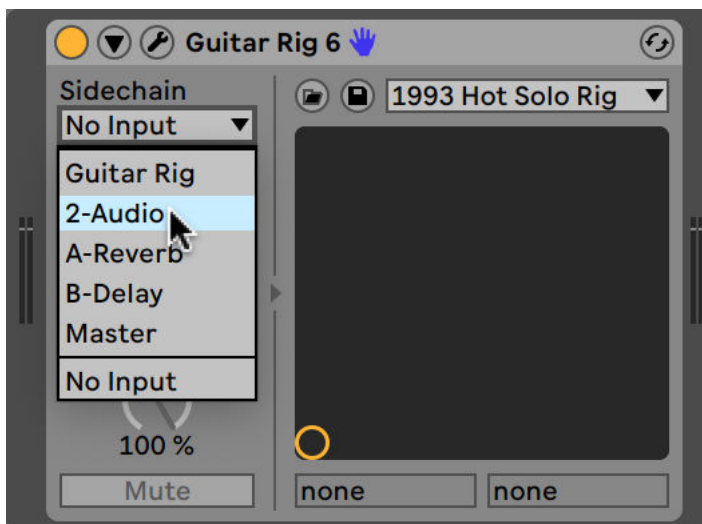 Guitar Rig 6
Sidechain
No Input
Guitar Rig
2-Audio
A-Reverb
B-Delay
Master
No Input
100 %
Mute
1993 Hot Solo Rig
none
none